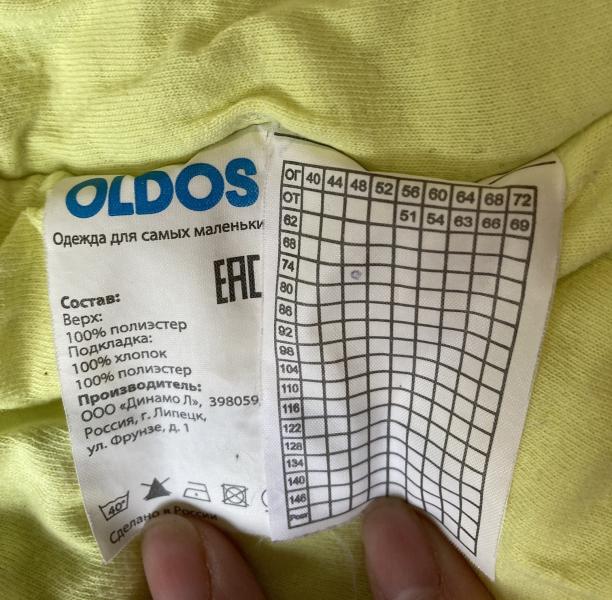 OLDOS
Одежда для самых маленьки
EAC
Состав:
Верх:
100% полиэстер
Подкладка:
100% хлопок
100% полиэстер
Производитель:
ООО «Динамо Л», 398059,
Россия, г. Липецк,
ул. Фрунзе, д. 1
40°
Сделано в России
ОГ 40 44 48 52 56 60 64 68 72
ОТ 51 54 63 66 69
62
68
74
80
86
92
98
104
110
116
122
128
134
140
146
Рост